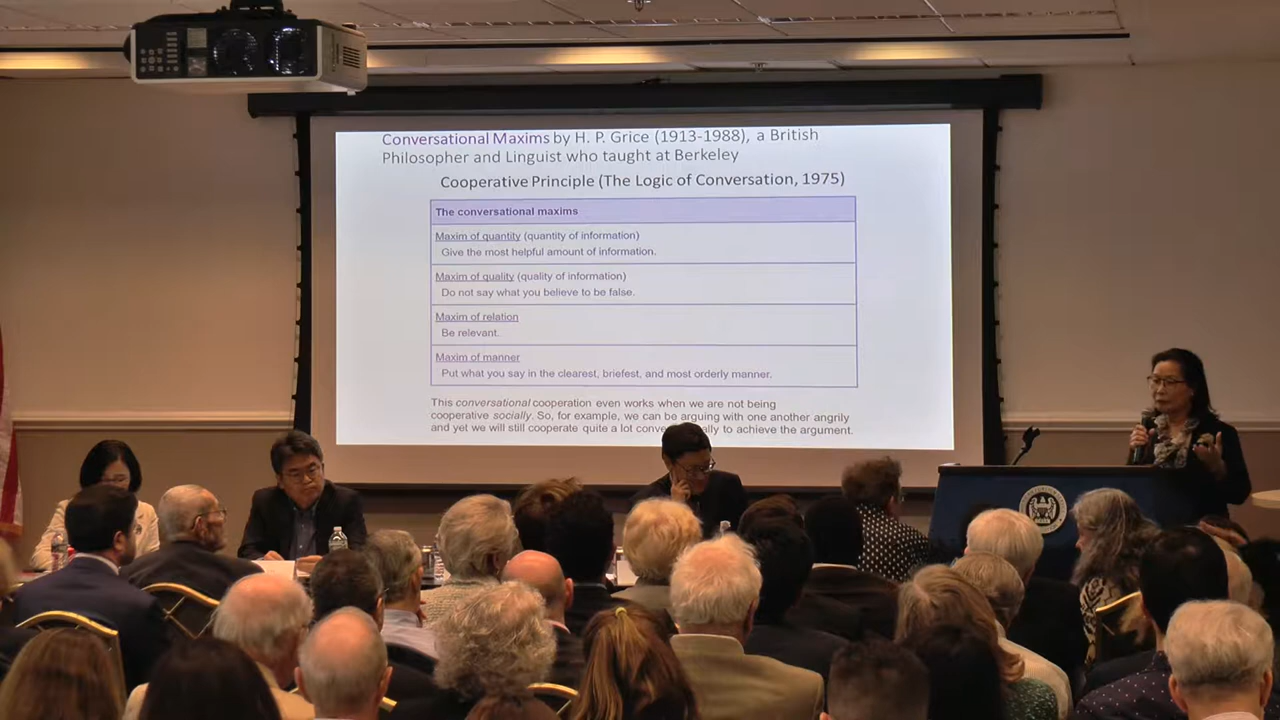 Conversational Maxims by H. P. Grice (1913-1988), a British
Philosopher and Linguist who taught at Berkeley
Cooperative Principle (The Logic of Conversation, 1975)
The conversational maxims
Maxim of quantity (quantity of information)
Give the most helpful amount of information.
Maxim of quality (quality of information)
Do not say what you believe to be false.
Maxim of relation
Be relevant.
Maxim of manner
Put what you say in the clearest, briefest, and most orderly manner.
This conversational cooperation even works when we are not being
cooperative socially. So, for example, we can be arguing with one another angrily
and yet we will still cooperate quite a lot to achieve the argument.